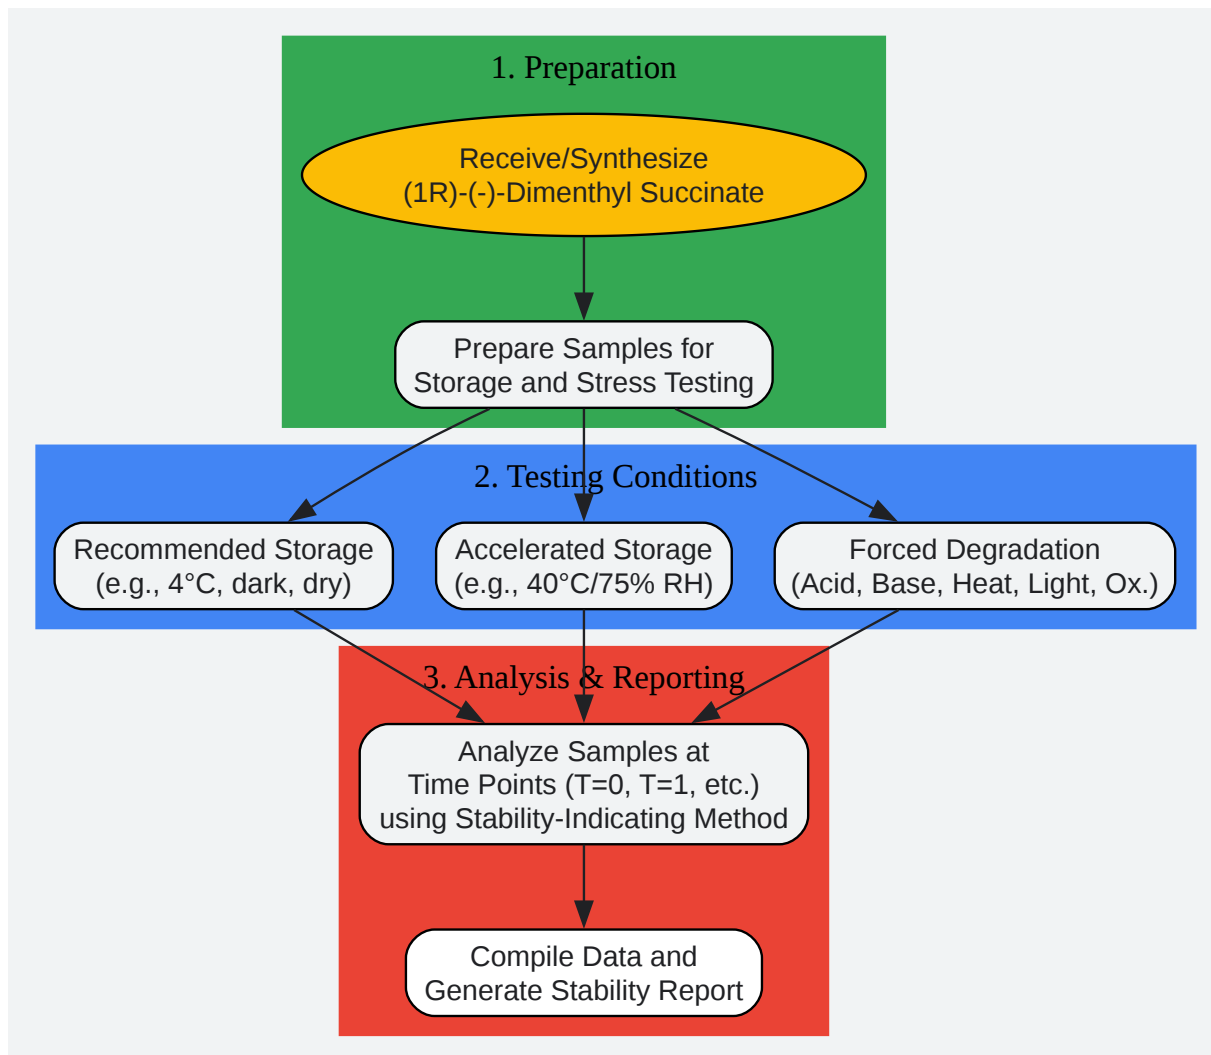 1. Preparation
Receive/Synthesize
(1R)-(-)-Dimenthyl Succinate
Prepare Samples for
Storage and Stress Testing
2. Testing Conditions
Recommended Storage
(e.g., 4°C, dark, dry)
Accelerated Storage
(e.g., 40°C/75% RH)
Forced Degradation
(Acid, Base, Heat, Light, Ox.)
3. Analysis & Reporting
Analyze Samples at
Time Points (T=0, T=1, etc.)
using Stability-Indicating Method
Compile Data and
Generate Stability Report